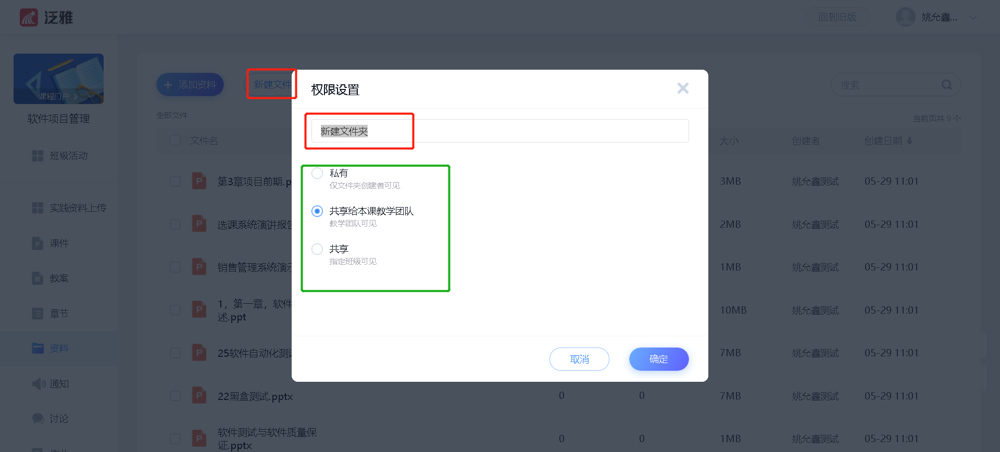 泛雅
回到旧版
姚允鑫...
课程门户
软件项目管理
班级活动
实践资料上传
课件
教案
章节
资料
通知
讨论
添加资料
新建文件
搜索
全部文件
当前页共 9 个
文件名
大小
创建者
创建日期
第3章项目前期.p
3MB
姚允鑫测试
05-29 11:01
选课系统演讲报告
2MB
姚允鑫测试
05-29 11:01
销售管理系统演示
1MB
姚允鑫测试
05-29 11:01
1，第一章，软件
述.ppt
10MB
姚允鑫测试
05-29 11:01
25软件自动化测试
7MB
姚允鑫测试
05-29 11:01
22黑盒测试.pptx
0
0
7MB
姚允鑫测试
05-29 11:01
软件测试与软件质量保
证.pptx
0
0
1MB
姚允鑫测试
05-29 11:01
权限设置
新建文件夹
私有
仅文件夹创建者可见
共享给本课教学团队
教学团队可见
共享
指定班级可见
取消
确定